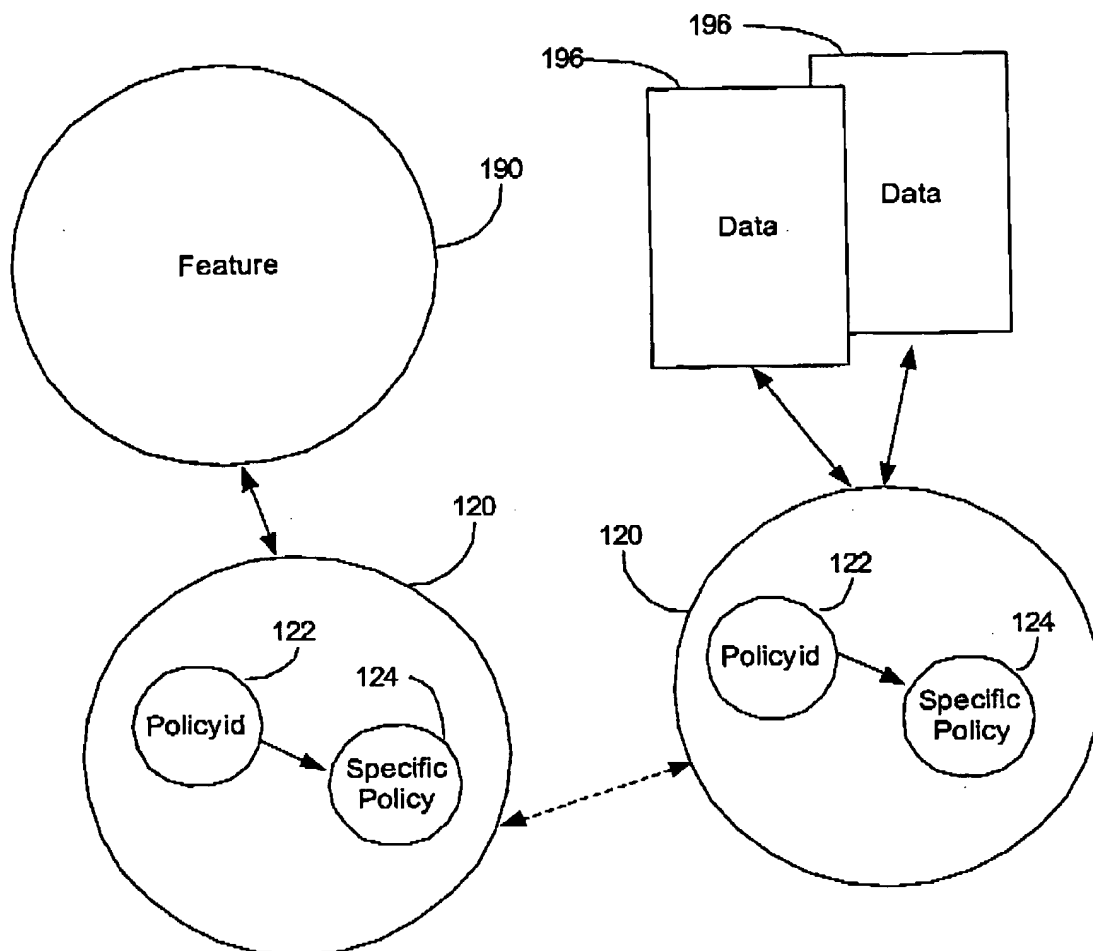 196
196
Data
Data
190
Feature
120
120
122
Policyid
124
Specific
Policy
122
Policyid
124
Specific
Policy